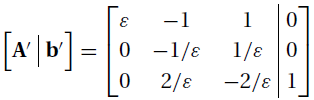 [A′ | b′] = [ ε −1 1 | 0
0 −1/ε 1/ε | 0
0 2/ε −2/ε | 1 ]